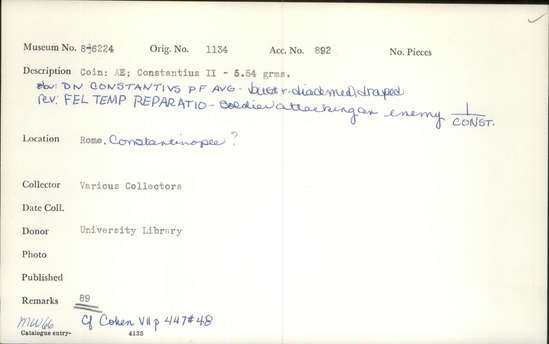 Museum No. 8-6224 Orig. No. 1134 Acc. No. 892 No. Pieces
Description Coin: AE; Constantius II - 5.54 grms.
obv: DN CONSTANTIVS PF AVG - bust r. diademed, draped
rev: FEL TEMP REPARATIO - soldier attacking an enemy 1/CONST.
Location Rome. Constantinople?
Collector Various Collectors
Date Coll.
Donor University Library
Photo
Published
Remarks 89
MW66 Cf Cohen VII p 447 #48
Catalogue entry- 4135